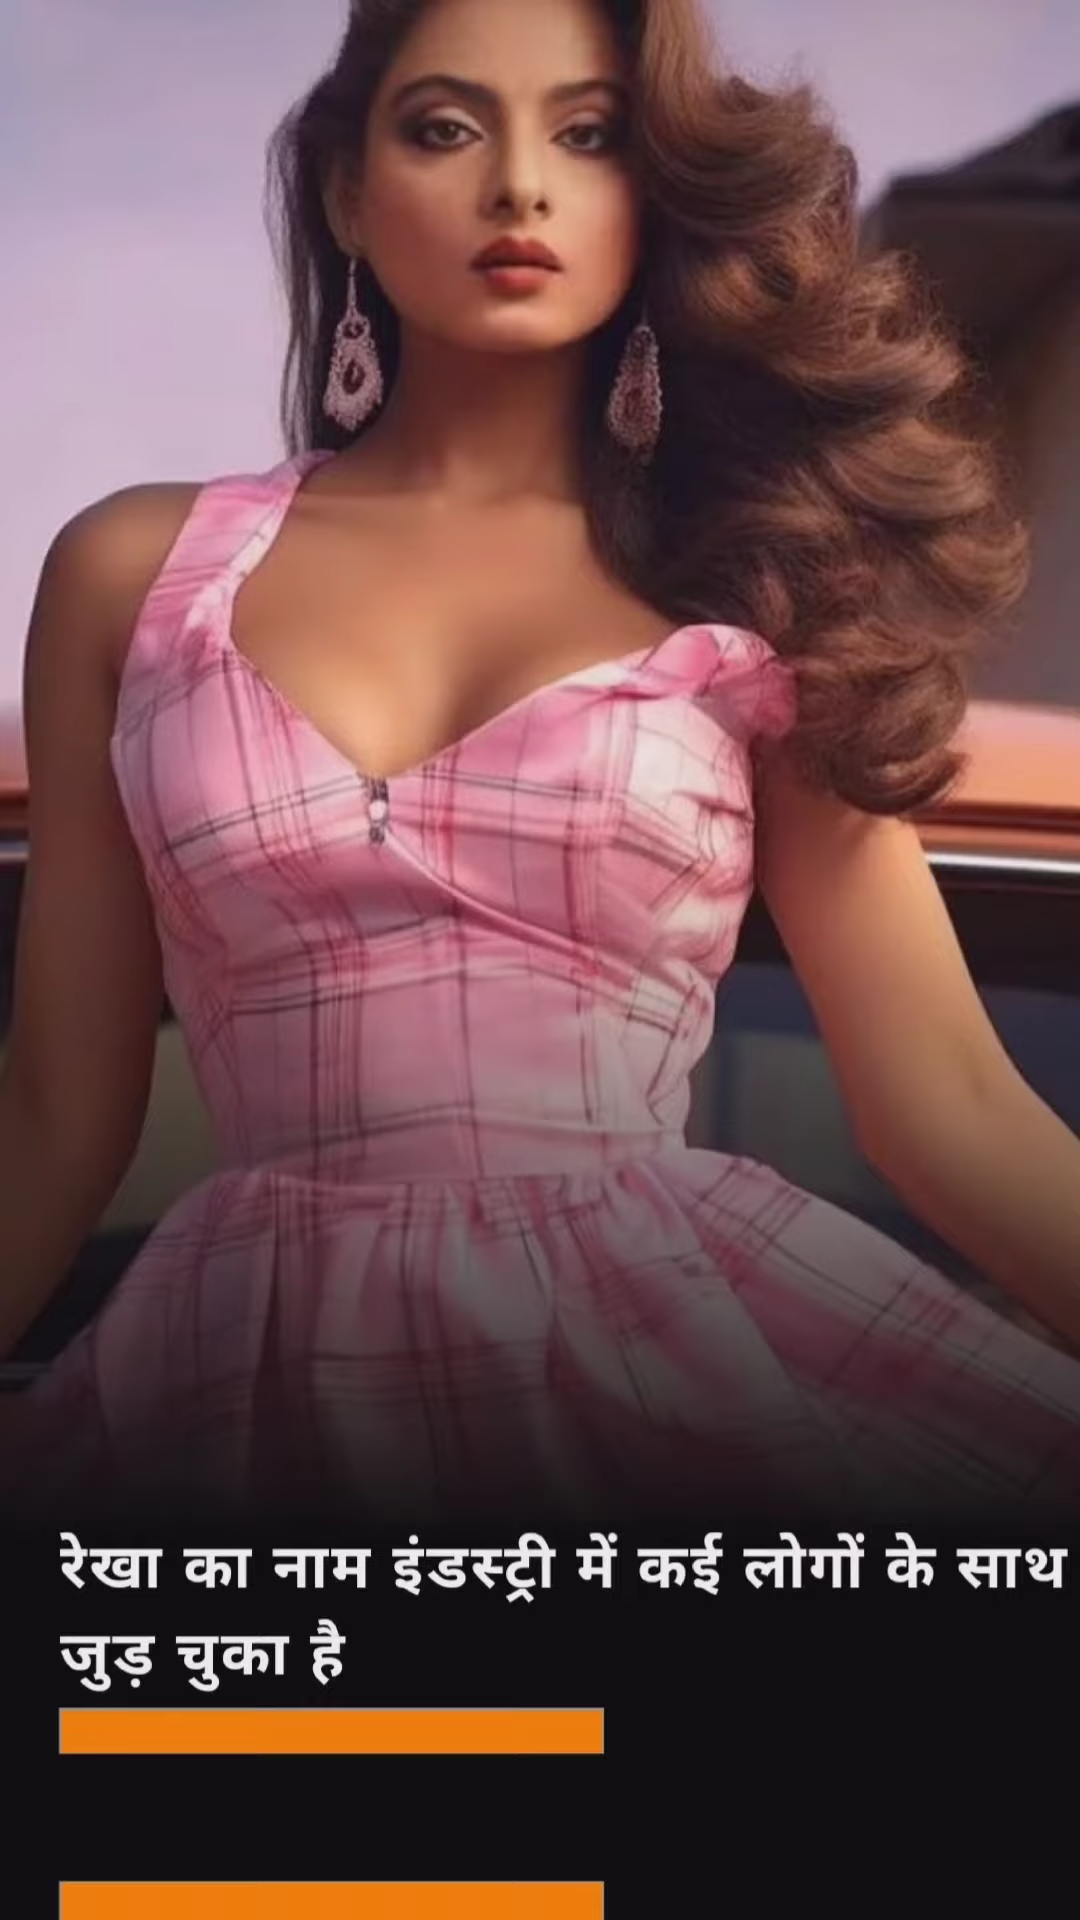 रेखा का नाम इंडस्ट्री में कई लोगों के साथ
जुड़ चुका है